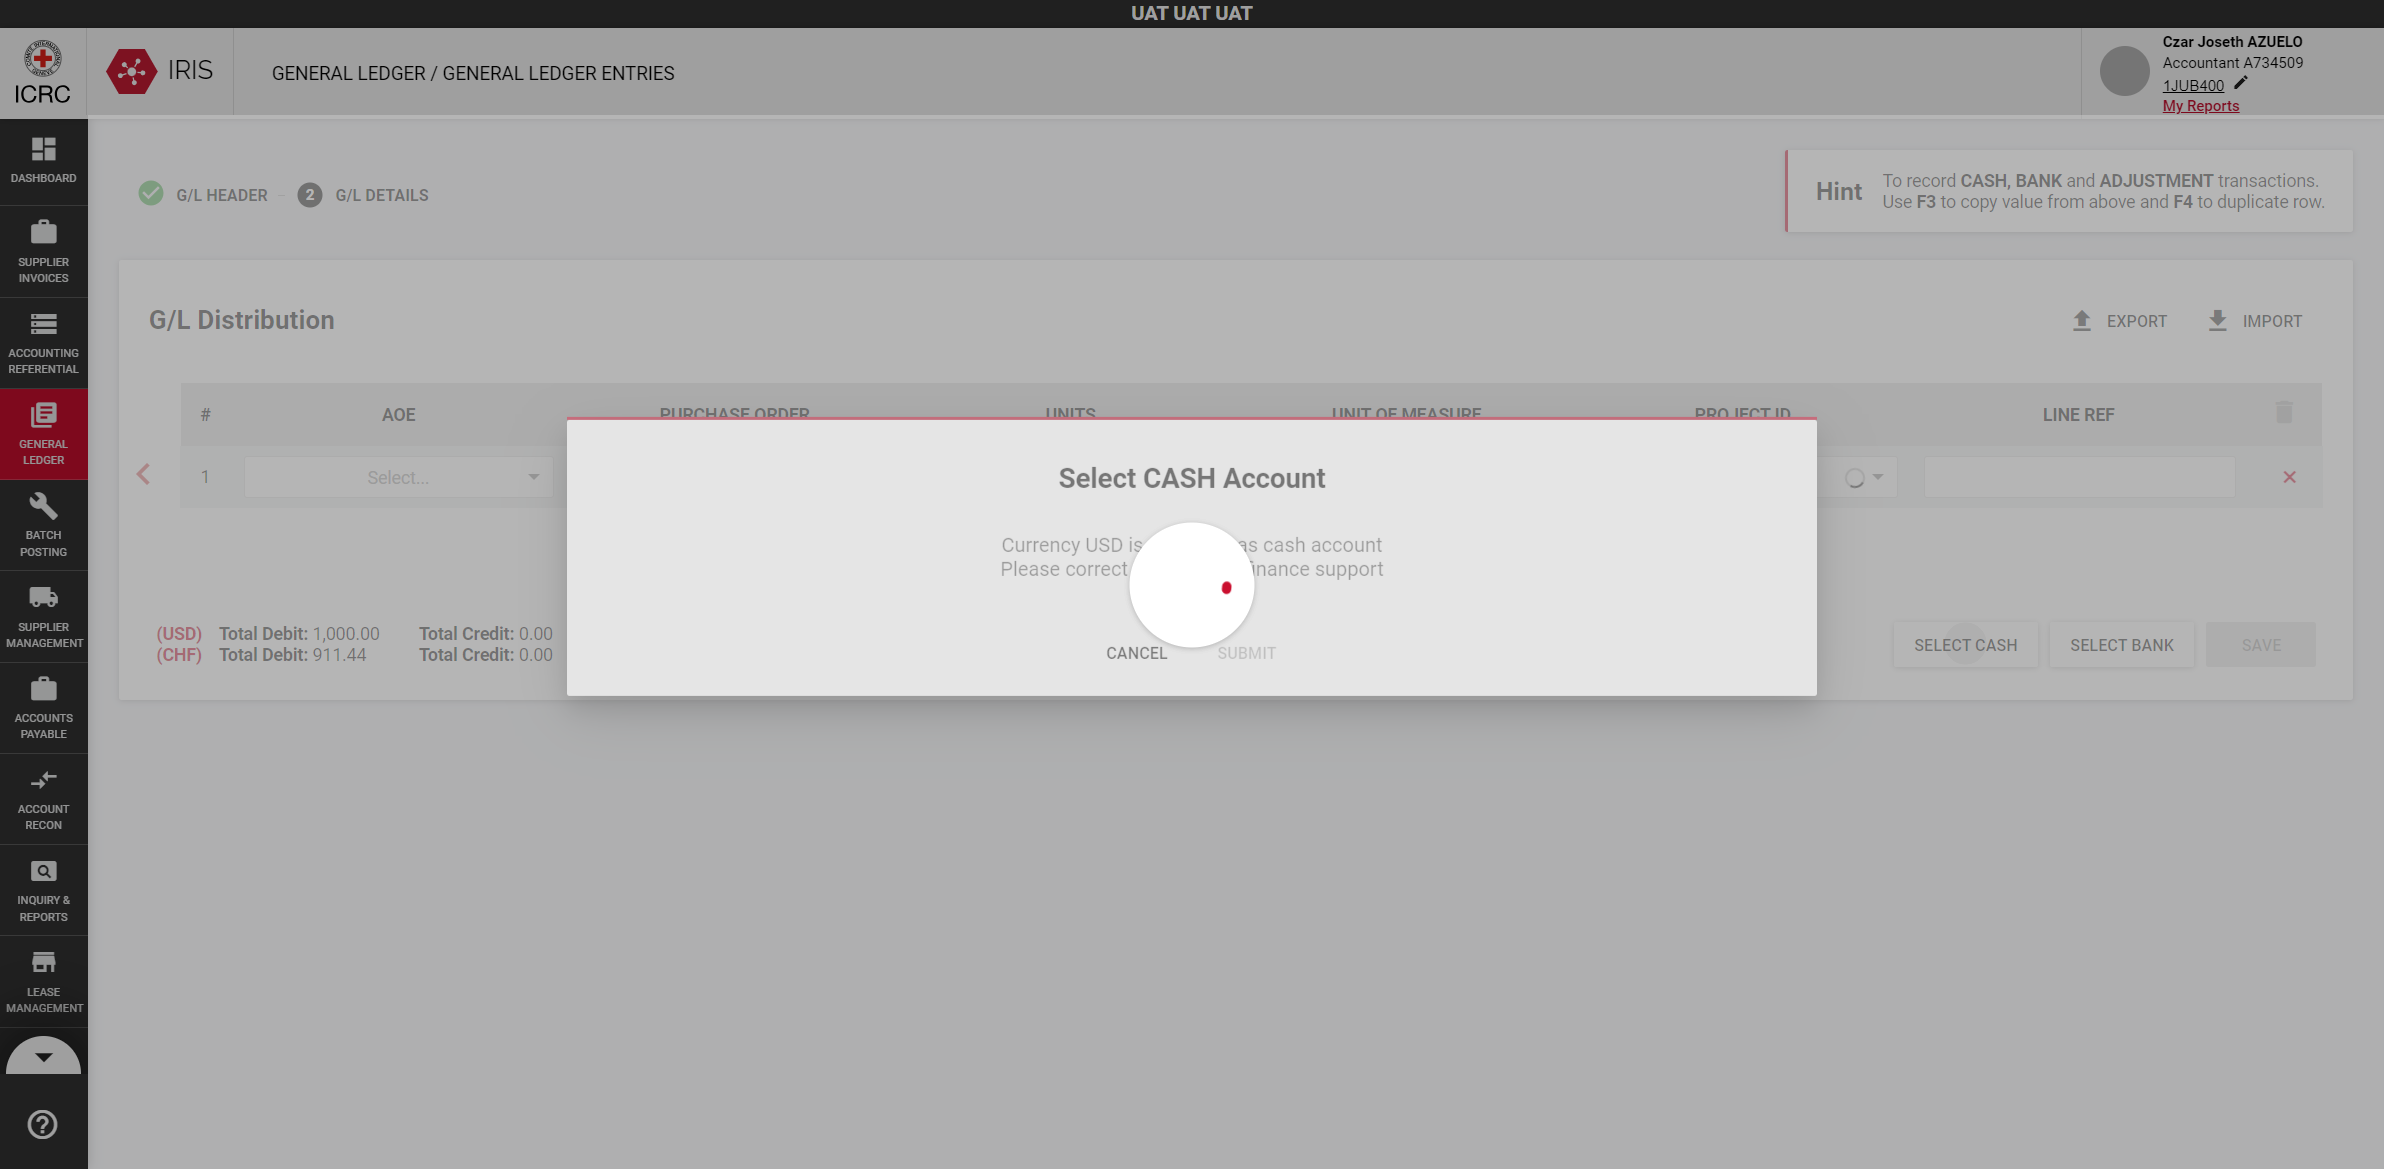 UAT UAT UAT
ICRC
IRIS
GENERAL LEDGER / GENERAL LEDGER ENTRIES
Czar Joseth AZUELO
Accountant A734509
1JUB400
My Reports
DASHBOARD
SUPPLIER
INVOICES
ACCOUNTING
REFERENTIAL
GENERAL
LEDGER
BATCH
POSTING
SUPPLIER
MANAGEMENT
ACCOUNTS
PAYABLE
ACCOUNT
RECON
INQUIRY &
REPORTS
LEASE
MANAGEMENT
G/L HEADER
2 G/L DETAILS
Hint
To record CASH, BANK and ADJUSTMENT transactions.
Use F3 to copy value from above and F4 to duplicate row.
G/L Distribution
EXPORT
IMPORT
# AOE PURCHASE ORDER UNITS UNIT OF MEASURE PROJECT ID LINE REF
1 Select...
Select CASH Account
Currency USD is as cash account
Please correct finance support
CANCEL SUBMIT
(USD) Total Debit: 1,000.00 Total Credit: 0.00
(CHF) Total Debit: 911.44 Total Credit: 0.00
SELECT CASH SELECT BANK SAVE